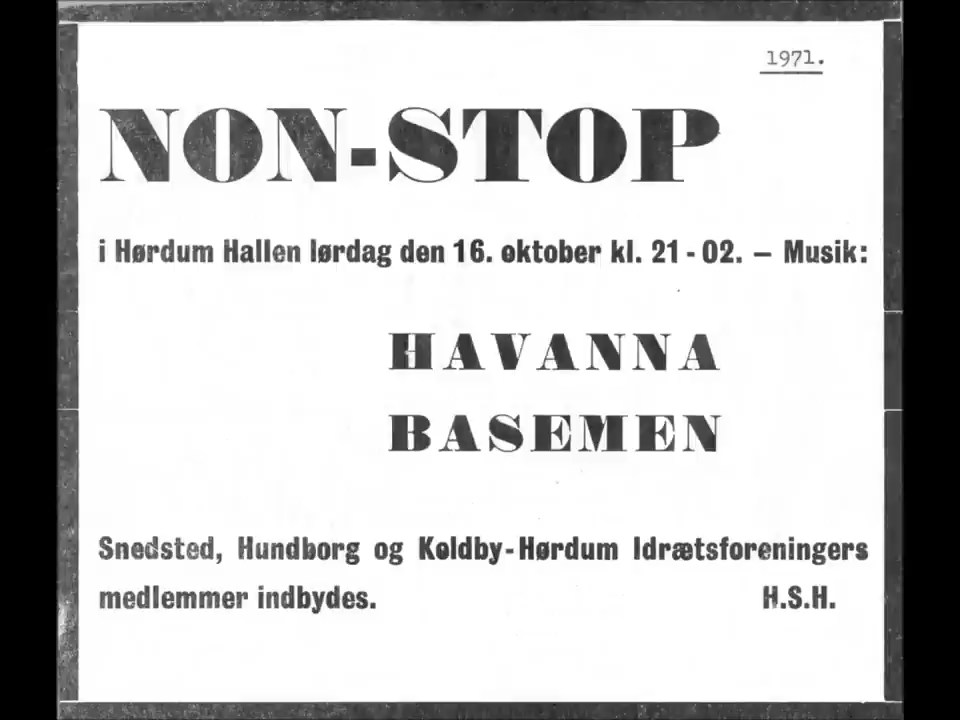 1971.
NON-STOP
i Hørdum Hallen lørdag den 16. oktober kl. 21 - 02. – Musik:
HAVANNA
BASEMEN
Snedsted, Hundborg og Koldby-Hørdum Idrætsforeningers
medlemmer indbydes. H.S.H.